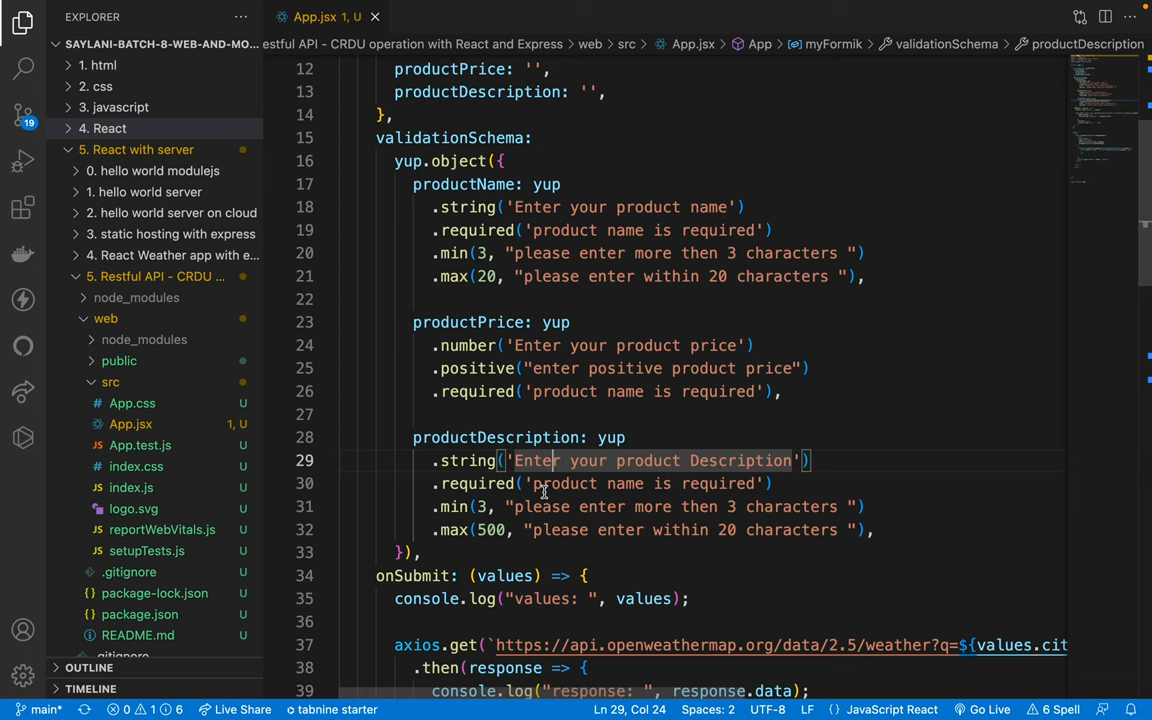 EXPLORER
App.jsx 1, U
SAYLANI-BATCH-8-WEB-AND-MO...
estful API - CRDU operation with React and Express > web > src > App.jsx > App > myFormik > validationSchema > productDescription
1. html
2. css
3. javascript
4. React
5. React with server
0. hello world modulejs
1. hello world server
2. hello world server on cloud
3. static hosting with express
4. React Weather app with e...
5. Restful API - CRDU ...
node_modules
web
node_modules
public
src
# App.css U
App.jsx 1, U
JS App.test.js U
# index.css U
JS index.js U
logo.svg U
JS reportWebVitals.js U
JS setupTests.js U
.gitignore U
{} package-lock.json U
{} package.json U
README.md U
.gitignore
OUTLINE
TIMELINE
19
12 productPrice: '',
13 productDescription: '',
14 },
15 validationSchema:
16 yup.object({
17 productName: yup
18 .string('Enter your product name')
19 .required('product name is required')
20 .min(3, "please enter more then 3 characters ")
21 .max(20, "please enter within 20 characters "),
22
23 productPrice: yup
24 .number('Enter your product price')
25 .positive("enter positive product price")
26 .required('product name is required'),
27
28 productDescription: yup
29 .string('Enter your product Description')
30 .required('product name is required')
31 .min(3, "please enter more then 3 characters ")
32 .max(500, "please enter within 20 characters "),
33 }),
34 onSubmit: (values) => {
35 console.log("values: ", values);
36
37 axios.get(`https://api.openweathermap.org/data/2.5/weather?q=${values.cit
38 .then(response => {
39 console.log("response: ", response.data);
main* 0 1 6 Live Share tabnine starter Ln 29, Col 24 Spaces: 2 UTF-8 LF {} JavaScript React Go Live 6 Spell